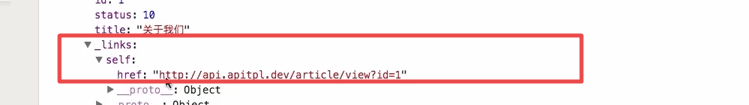 status: 10
title: "关于我们"
▼_links:
▼self:
href: "http://api.apitpl.dev/article/view?id=1"
▶__proto__: Object